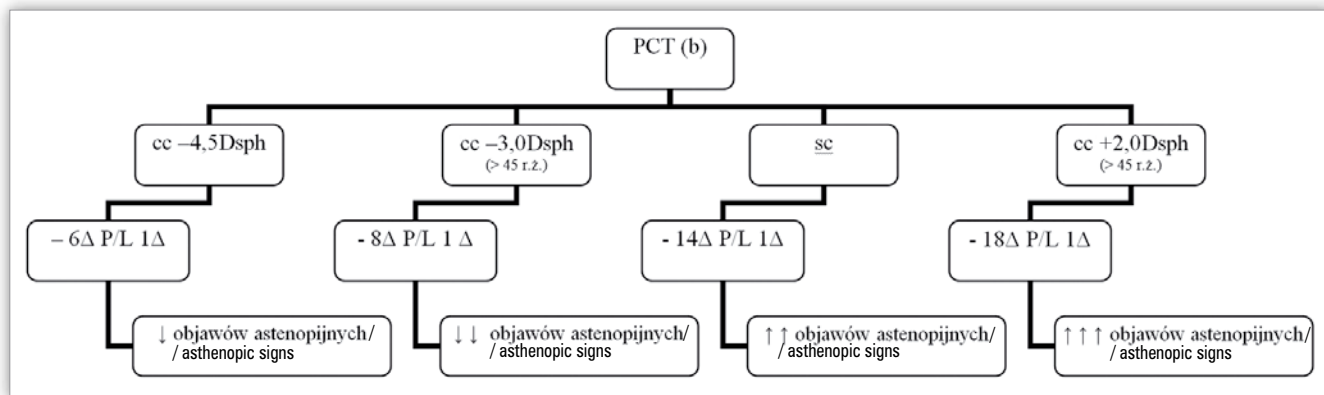 PCT (b)
cc –4,5Dsph
cc –3,0Dsph
(> 45 r.ż.)
sc
cc +2,0Dsph
(> 45 r.ż.)
– 6Δ P/L 1Δ
- 8Δ P/L 1 Δ
- 14Δ P/L 1Δ
- 18Δ P/L 1Δ
↓ objawów astenopijnych/
/ asthenopic signs
↓ ↓ objawów astenopijnych/
/ asthenopic signs
↑ ↑ objawów astenopijnych/
/ asthenopic signs
↑ ↑ ↑ objawów astenopijnych/
/ asthenopic signs